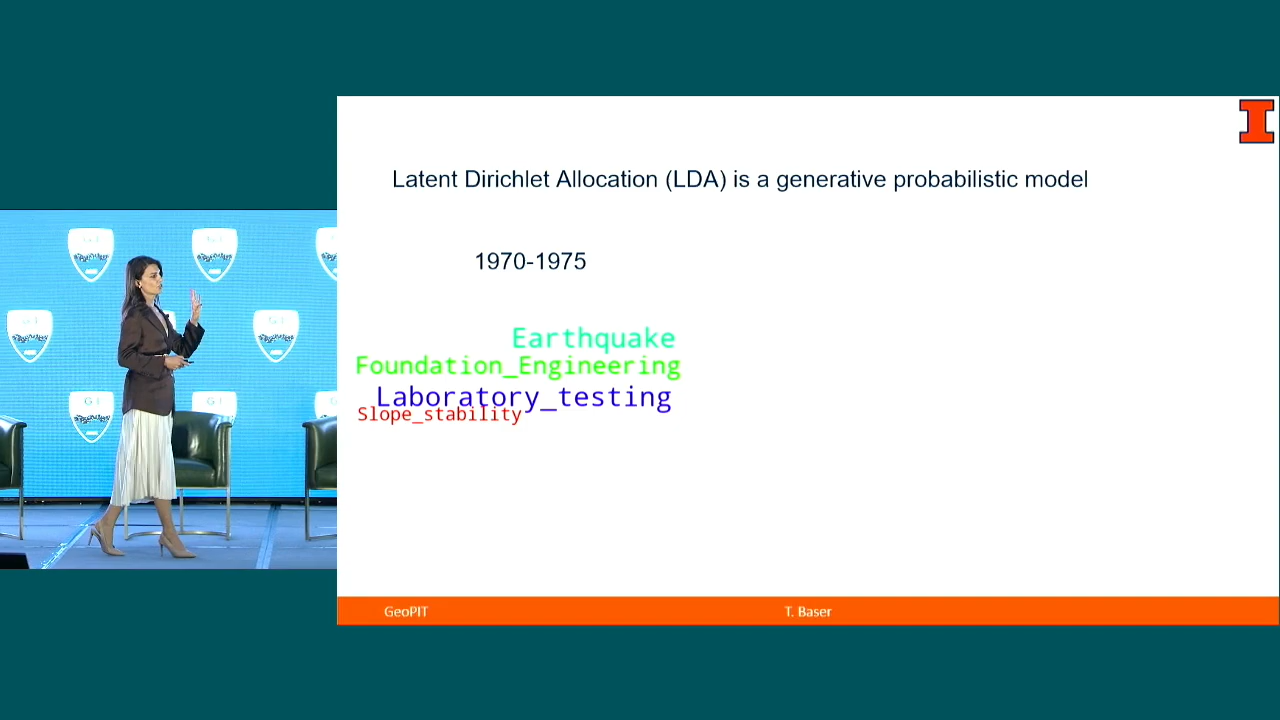 Latent Dirichlet Allocation (LDA) is a generative probabilistic model
1970-1975
Earthquake
Foundation_Engineering
Laboratory_testing
Slope_stability
GeoPIT
T. Baser
G I